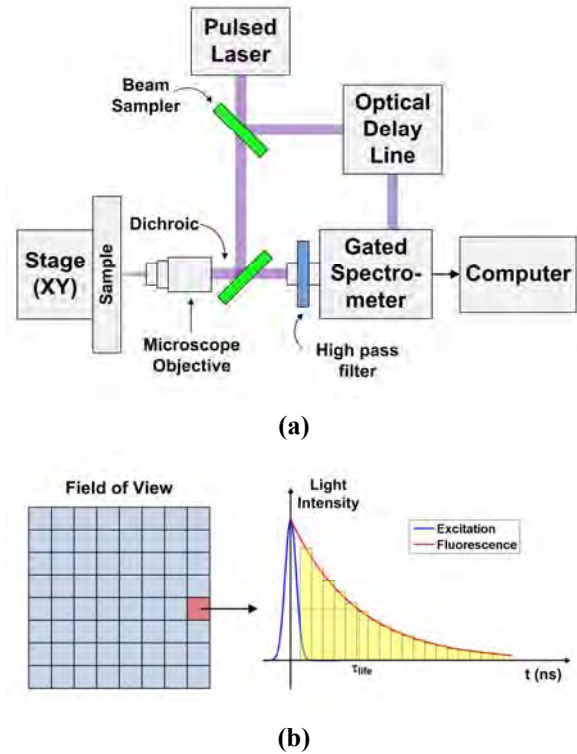 Pulsed
Laser
Beam
Sampler
Optical
Delay
Line
Dichroic
Stage
(XY)
Sample
Gated
Spectro-
meter
Computer
Microscope
Objective
High pass
filter
(a)
Field of View
Light
Intensity
Excitation
Fluorescence
τlife
t (ns)
(b)